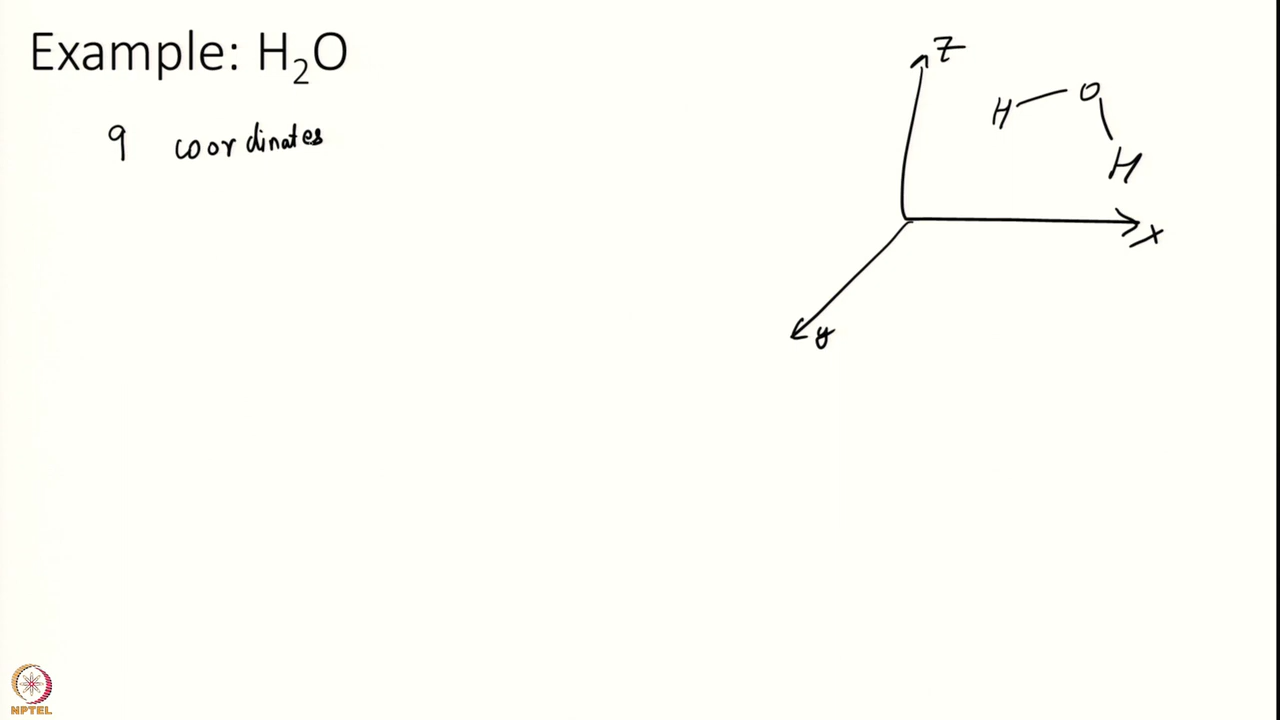 Example: H₂O
9 coordinates
Z
H
O
H
X
y
NPTEL